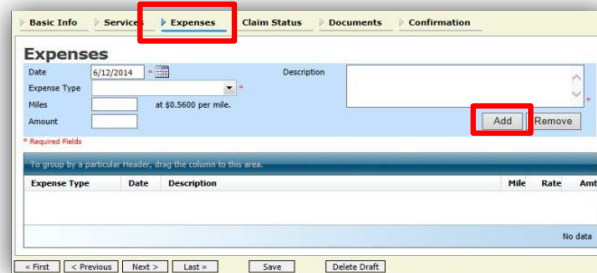 Basic Info Services Expenses Claim Status Documents Confirmation
Expenses
Date 6/12/2014 * Description
Expense Type *
Miles at $0.5600 per mile. *
Amount Add Remove
* Required Fields
To group by a particular Header, drag the column to this area.
Expense Type Date Description Mile Rate Amt
No data
« First < Previous Next > Last » Save Delete Draft